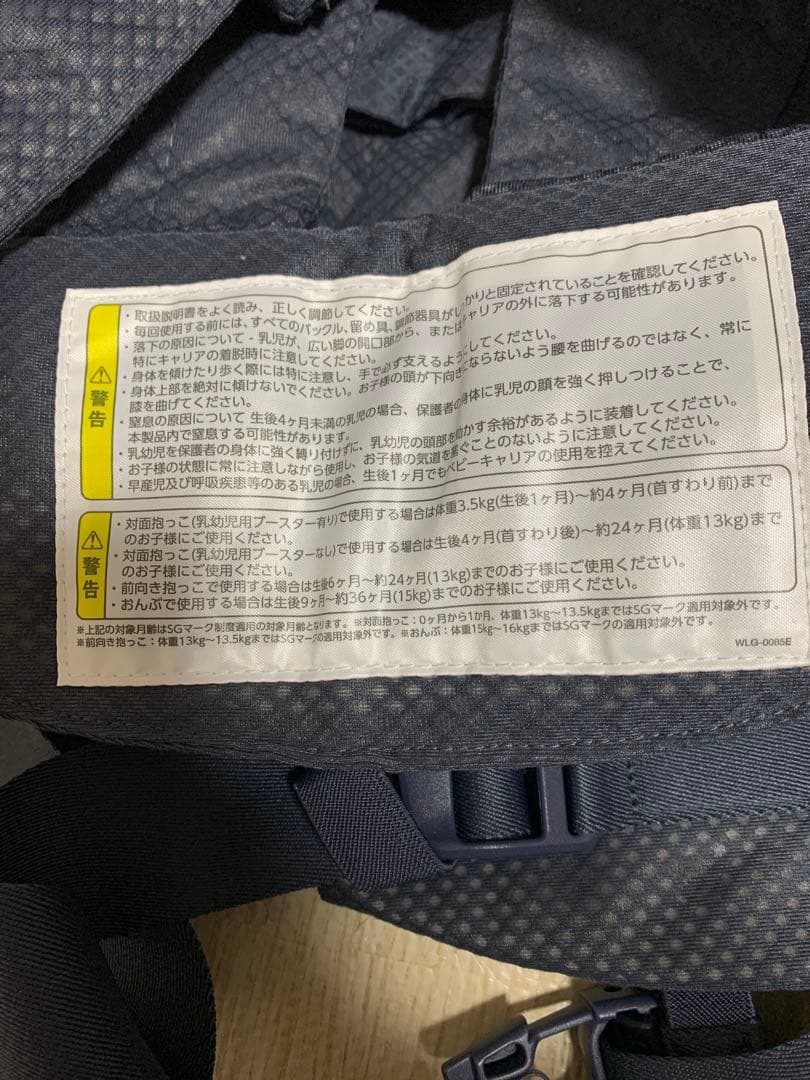 警告
・取扱説明書をよく読み、正しく調節してください。
・毎回使用する前には、すべてのバックル、留め具、調節器具がしっかりと固定されていることを確認してください。
・落下の原因について - 乳児が、広い脚の開口部から、またはキャリアの外に落下する可能性があります。
特にキャリアの着脱時に注意してください。
・身体を傾けたり歩く際には特に注意し、手で必ず支えるようにしてください。
・身体上部を絶対に傾けないでください。お子様の頭が下向きにならないよう腰を曲げるのではなく、常に
膝を曲げてください。
・窒息の原因について 生後4ヶ月未満の乳児の場合、保護者の身体に乳児の顔を強く押しつけることで、
本製品内で窒息する可能性があります。
・乳幼児を保護者の身体に強く縛り付けずに、乳幼児の頭部を動かす余裕があるように装着してください。
・お子様の状態に常に注意しながら使用し、お子様の気道を塞ぐことのないように注意してください。
・早産児及び呼吸疾患等のある乳児の場合、生後1ヶ月でもベビーキャリアの使用を控えてください。
警告
・対面抱っこ(乳幼児用ブースター有り)で使用する場合は体重3.5kg(生後1ヶ月)~約4ヶ月(首すわり前)まで
のお子様にご使用ください。
・対面抱っこ(乳幼児用ブースターなし)で使用する場合は生後4ヶ月(首すわり後)~約24ヶ月(体重13kg)まで
のお子様にご使用ください。
・前向き抱っこで使用する場合は生後6ヶ月~約24ヶ月(13kg)までのお子様にご使用ください。
・おんぶで使用する場合は生後9ヶ月~約36ヶ月(15kg)までのお子様にご使用ください。
※上記の対象月齢はSGマーク制度適用の対象月齢となります。※対面抱っこ:0ヶ月から1か月、体重13kg~13.5kgまではSGマーク適用対象外です。
※前向き抱っこ:体重13kg~13.5kgまではSGマークの適用対象外です。※おんぶ:体重15kg~16kgまではSGマークの適用対象外です。
WLG-0085E